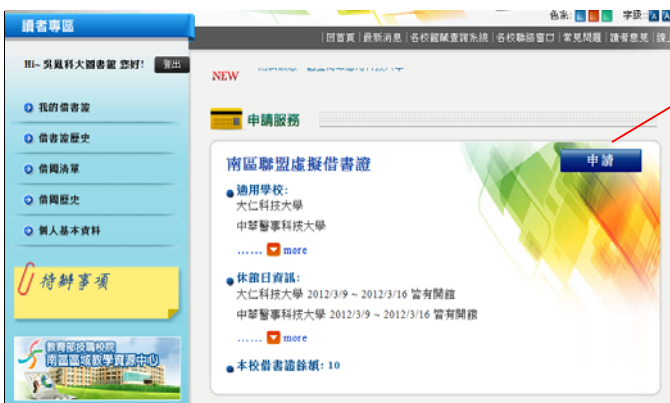 色系:
字級:
讀者專區
回首頁│最新消息│各校館藏查詢系統│各校聯絡窗口│常見問題│讀者意見│線上
Hi~ 吳鳳科大圖書館 您好!
登出
NEW
我的借書證
借書證歷史
借閱清單
借閱歷史
個人基本資料
待辦事項
教育部技職校院
南區區域教學資源中心
申請服務
南區聯盟虛擬借書證
申請
適用學校:
大仁科技大學
中華醫事科技大學
...... more
休館日資訊:
大仁科技大學 2012/3/9 ~ 2012/3/16 皆有開館
中華醫事科技大學 2012/3/9 ~ 2012/3/16 皆有開館
...... more
本校借書證餘額: 10